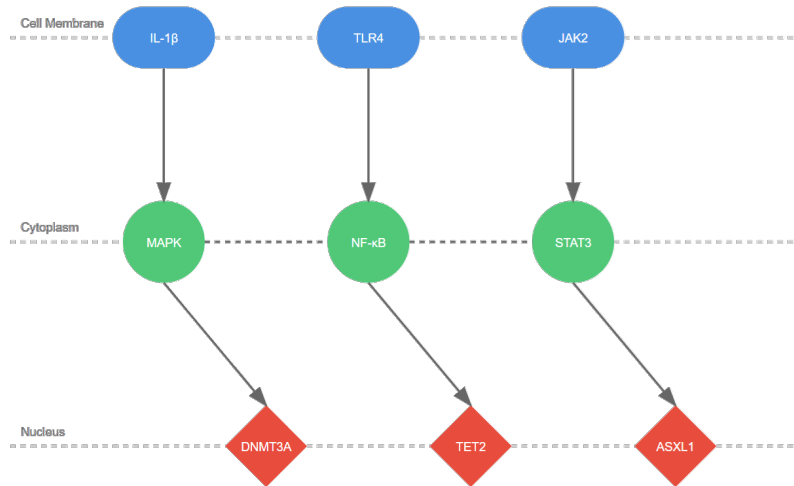 Cell Membrane
IL-1β
TLR4
JAK2
Cytoplasm
MAPK
NF-κB
STAT3
Nucleus
DNMT3A
TET2
ASXL1